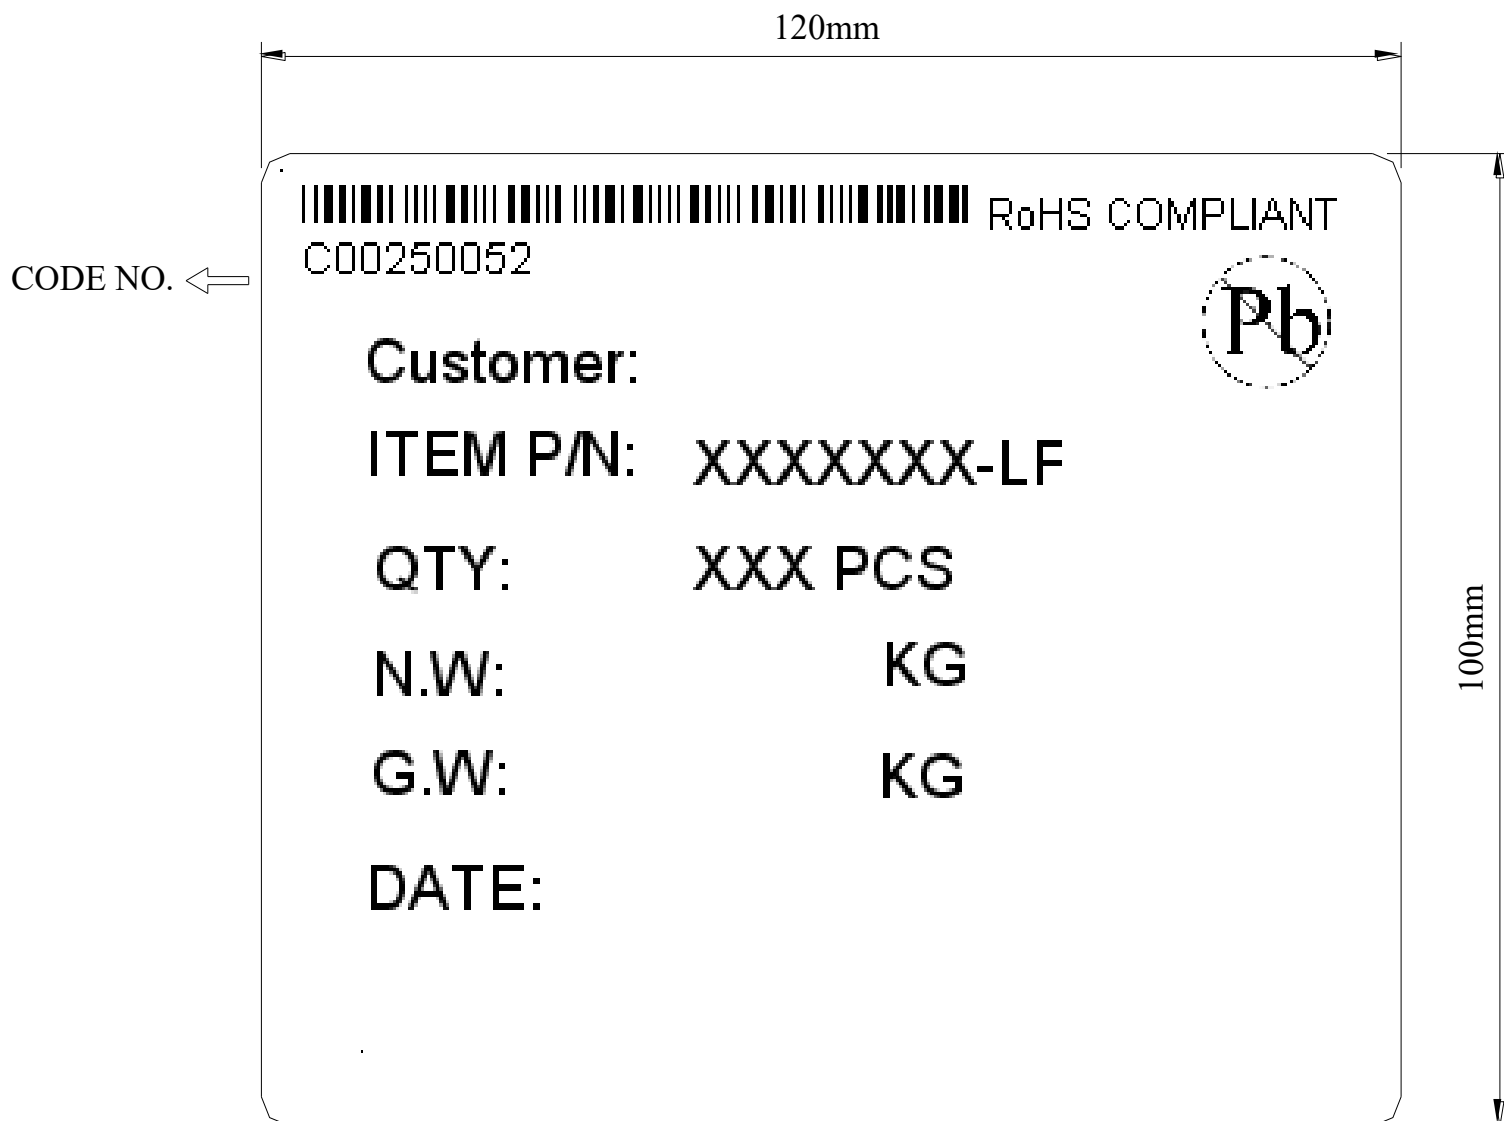 120mm
RoHS COMPLIANT
C00250052
CODE NO.
Pb
Customer:
ITEM P/N: XXXXXXX-LF
QTY: XXX PCS
N.W: KG
G.W: KG
DATE:
100mm